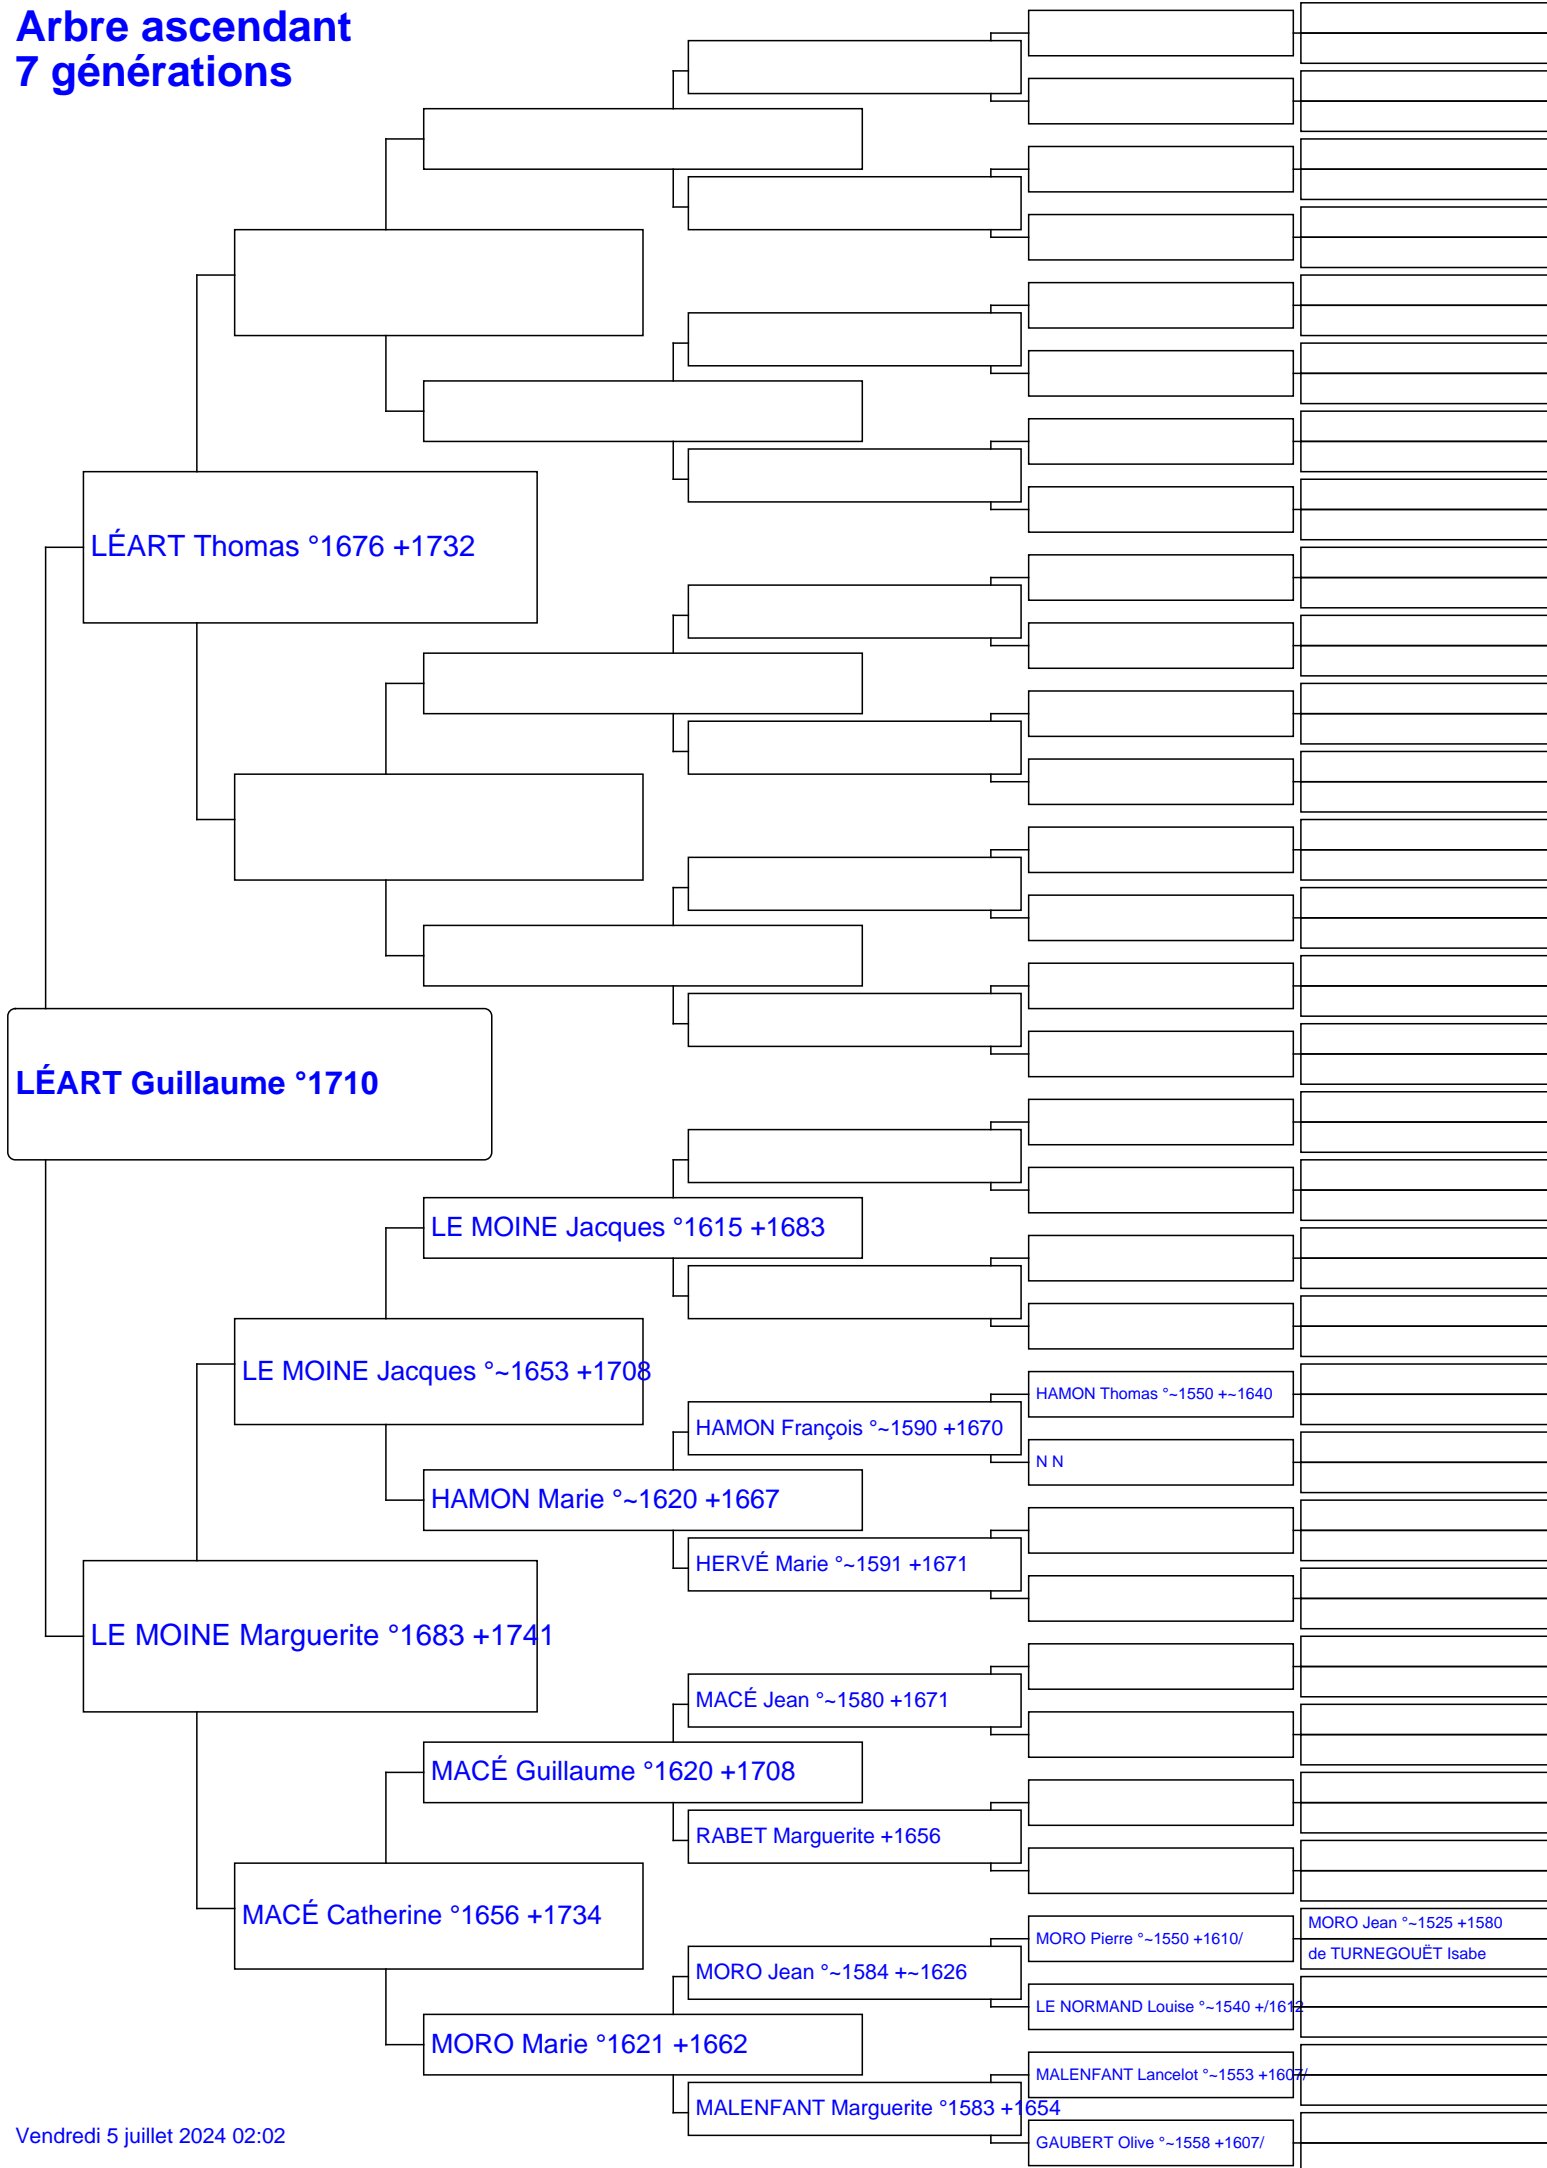 Arbre ascendant
7 générations
LÉART Thomas °1676 +1732
LÉART Guillaume °1710
LE MOINE Jacques °1615 +1683
LE MOINE Jacques °~1653 +1708
HAMON Thomas °~1550 +~1640
HAMON François °~1590 +1670
N N
HAMON Marie °~1620 +1667
HERVÉ Marie °~1591 +1671
LE MOINE Marguerite °1683 +1741
MACÉ Jean °~1580 +1671
MACÉ Guillaume °1620 +1708
RABET Marguerite +1656
MACÉ Catherine °1656 +1734
MORO Jean °~1525 +1580
MORO Pierre °~1550 +1610/
de TURNEGOUËT Isabe
MORO Jean °~1584 +~1626
LE NORMAND Louise °~1540 +/1612
MORO Marie °1621 +1662
MALENFANT Lancelot °~1553 +1607/
MALENFANT Marguerite °1583 +1654
GAUBERT Olive °~1558 +1607/
Vendredi 5 juillet 2024 02:02